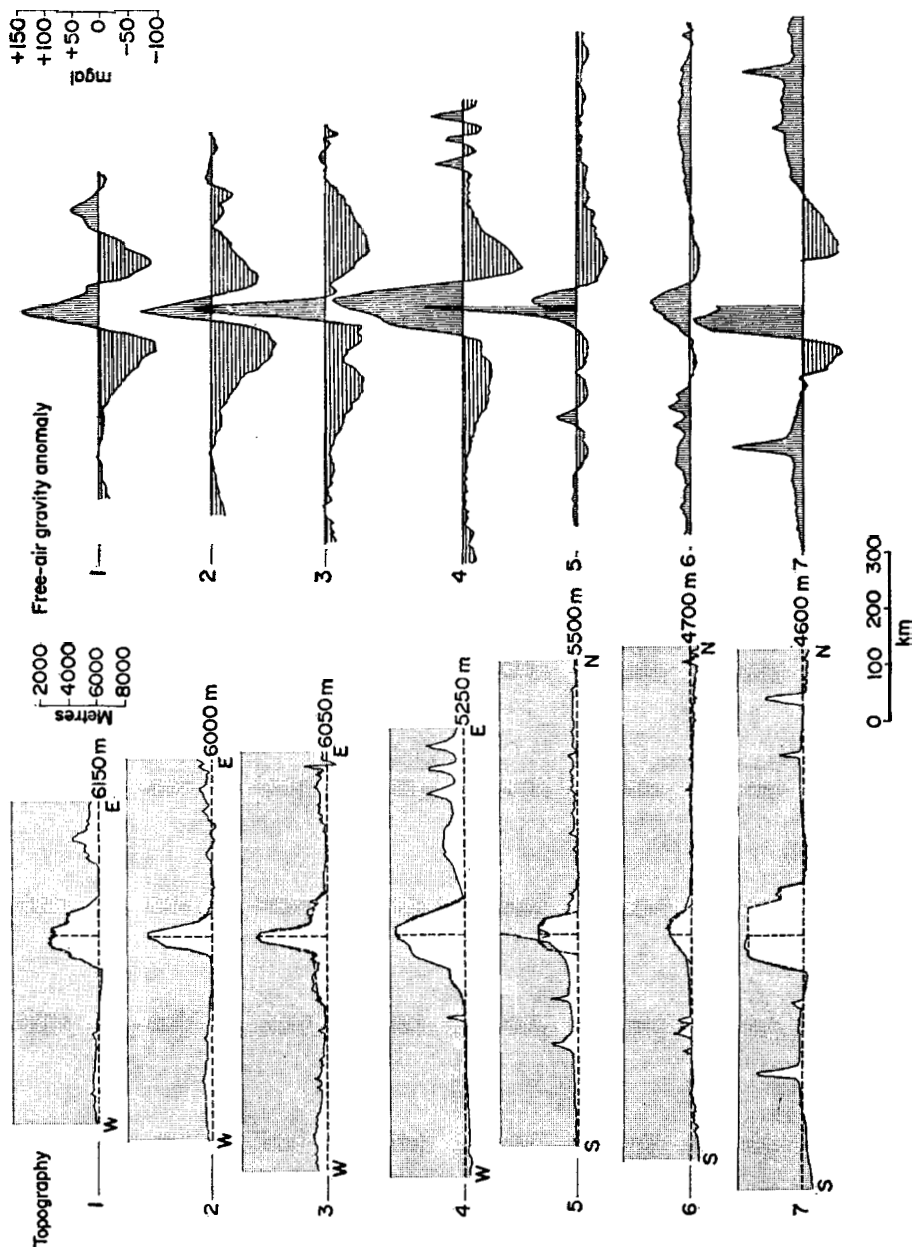 Topography
Metres
2000
4000
6000
8000
1
W
E
6150 m
2
W
E
6000 m
3
W
E
6050 m
4
W
E
5250 m
5
S
N
5500 m
6
S
N
4700 m
7
S
N
4600 m
0 100 200 300
km
Free-air gravity anomaly
mgal
+150
+100
+50
0
-50
-100
1
2
3
4
5
6
7